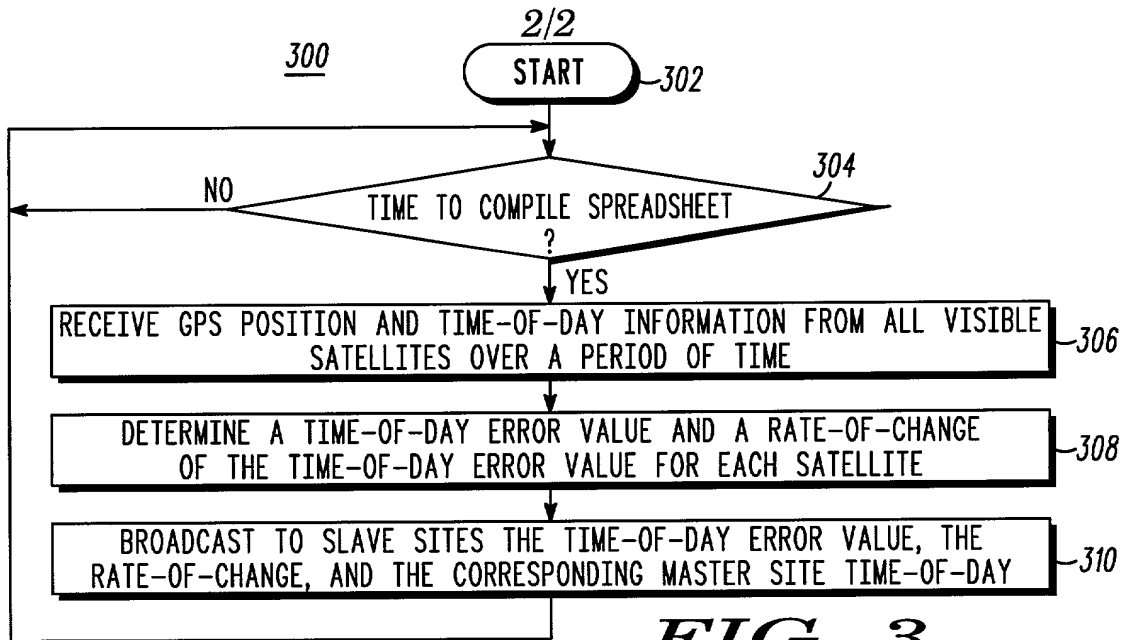 2/2
300
START
302
304
NO
TIME TO COMPILE SPREADSHEET
?
YES
RECEIVE GPS POSITION AND TIME-OF-DAY INFORMATION FROM ALL VISIBLE
SATELLITES OVER A PERIOD OF TIME
306
DETERMINE A TIME-OF-DAY ERROR VALUE AND A RATE-OF-CHANGE
OF THE TIME-OF-DAY ERROR VALUE FOR EACH SATELLITE
308
BROADCAST TO SLAVE SITES THE TIME-OF-DAY ERROR VALUE, THE
RATE-OF-CHANGE, AND THE CORRESPONDING MASTER SITE TIME-OF-DAY
310
FIG. 3